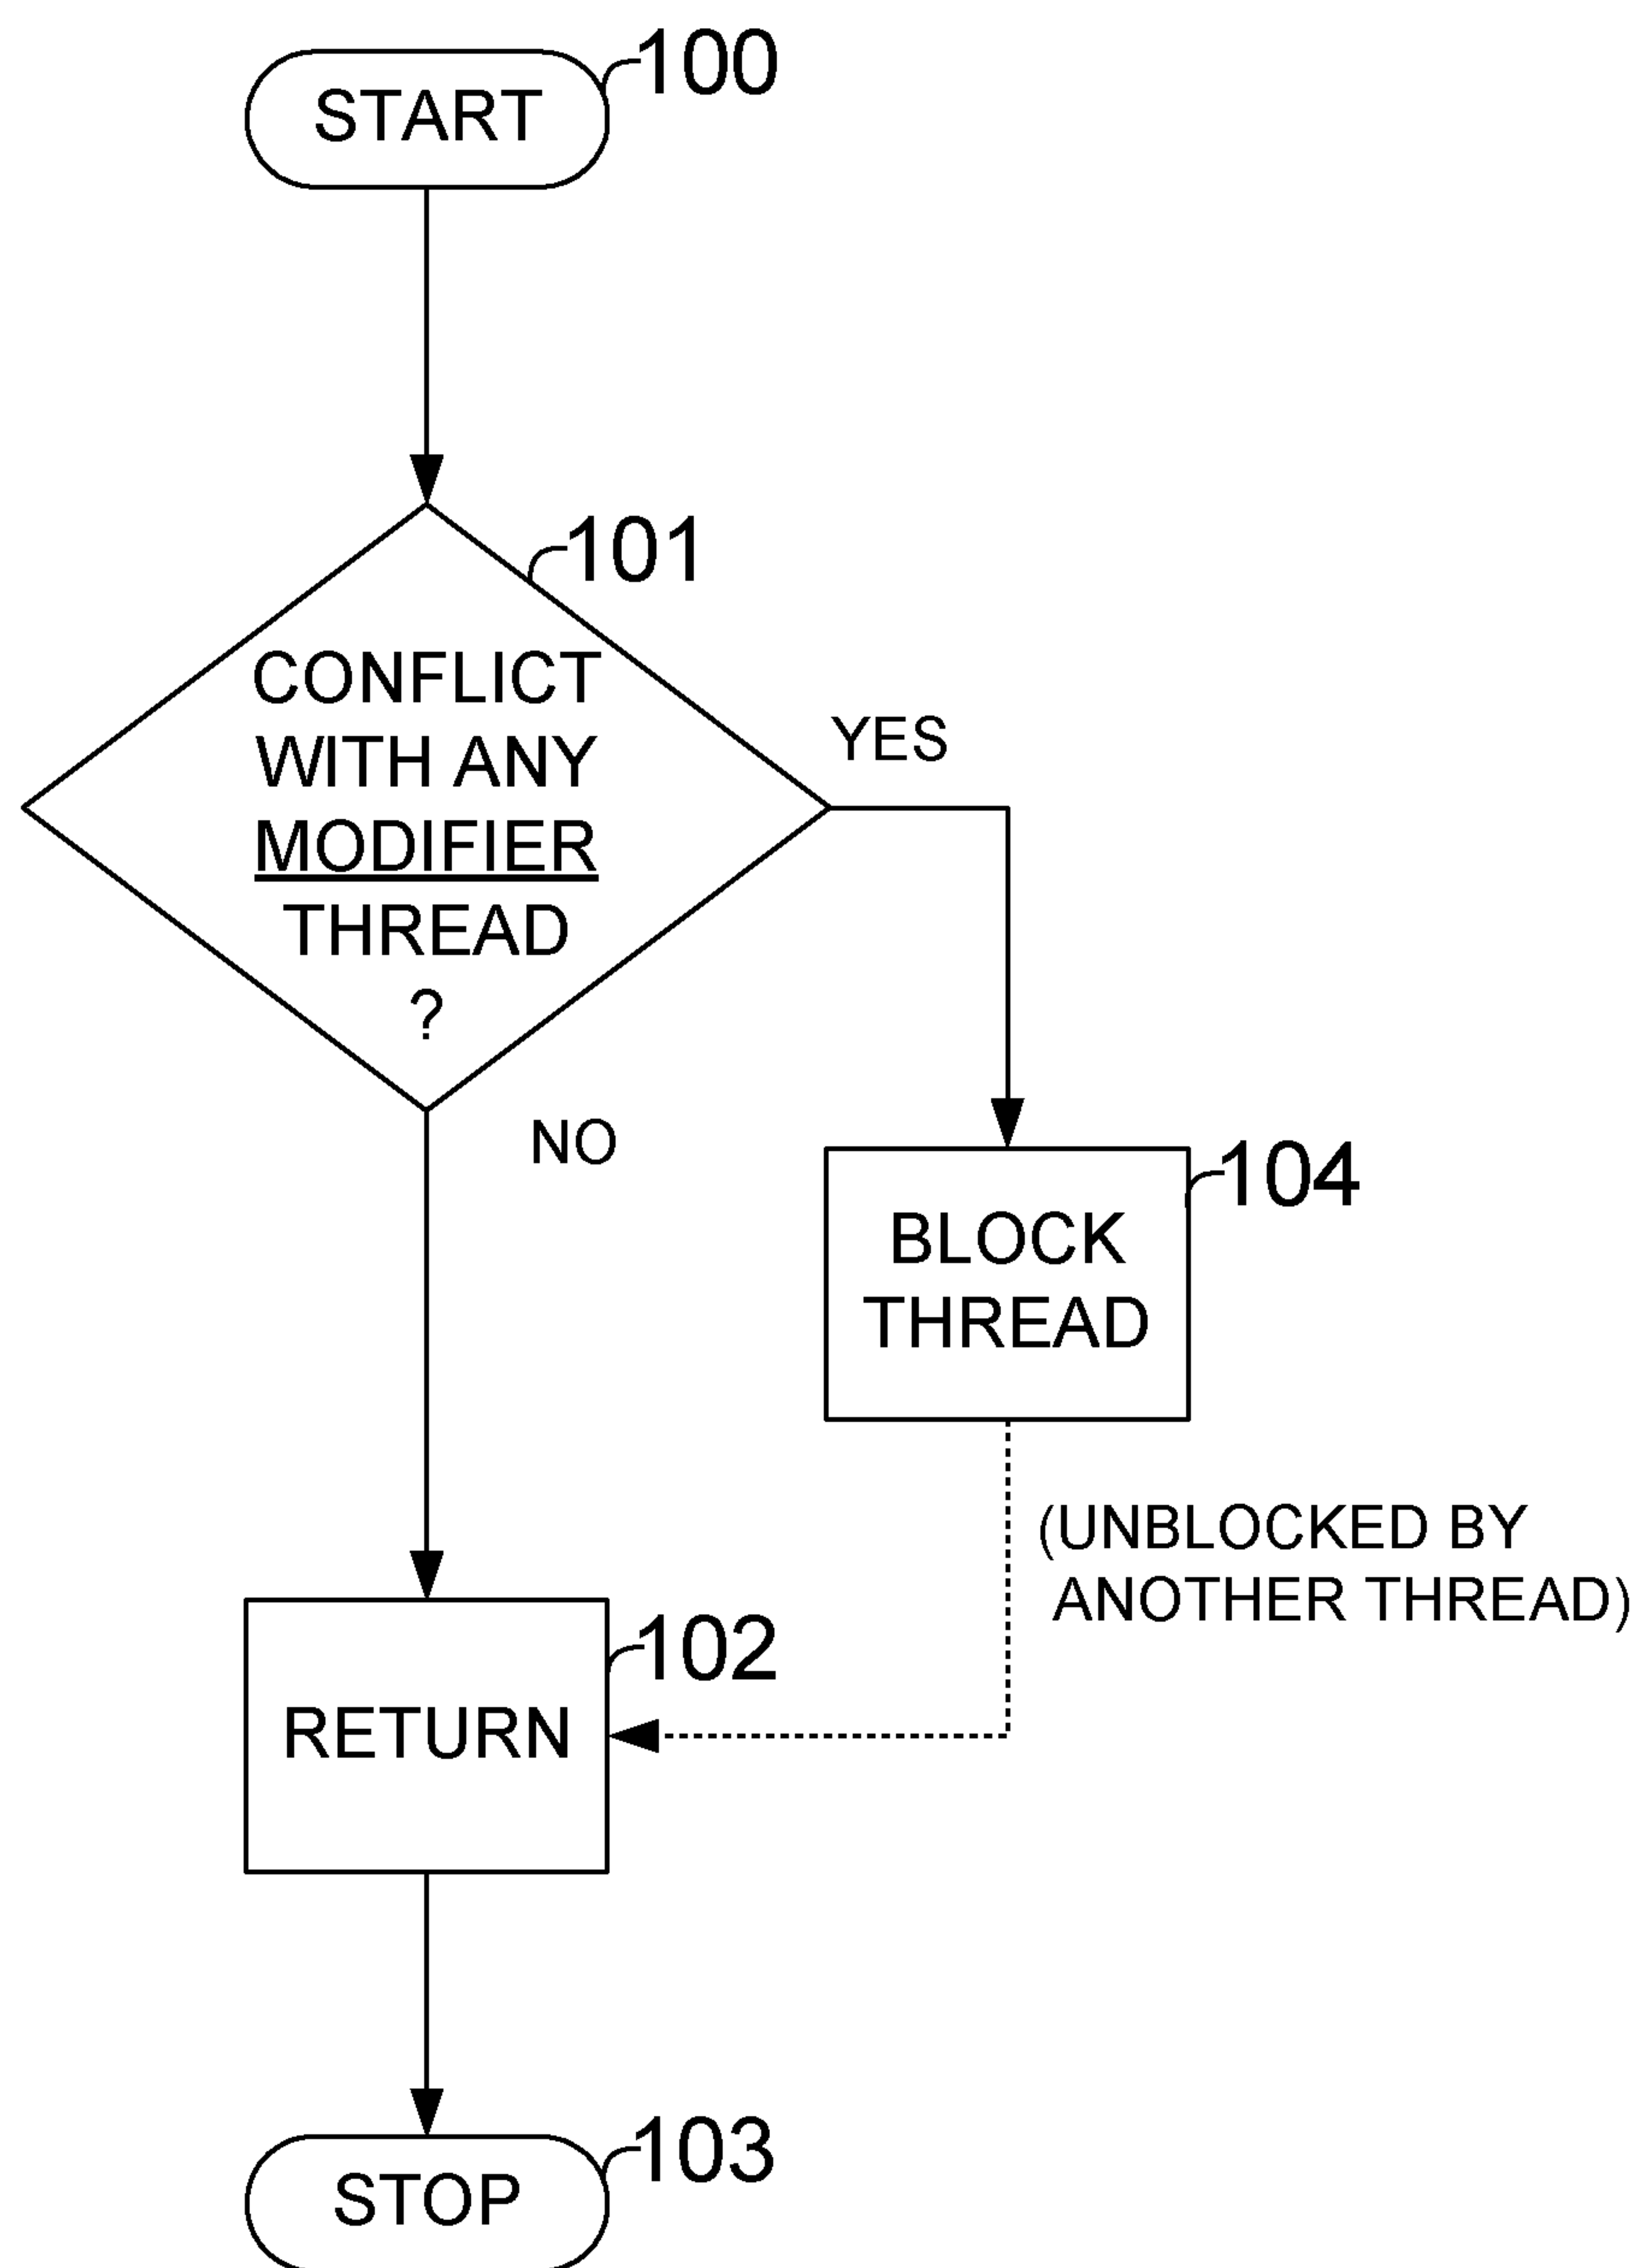 START
100
101
CONFLICT
WITH ANY
MODIFIER
THREAD
?
YES
NO
104
BLOCK
THREAD
(UNBLOCKED BY
ANOTHER THREAD)
102
RETURN
103
STOP